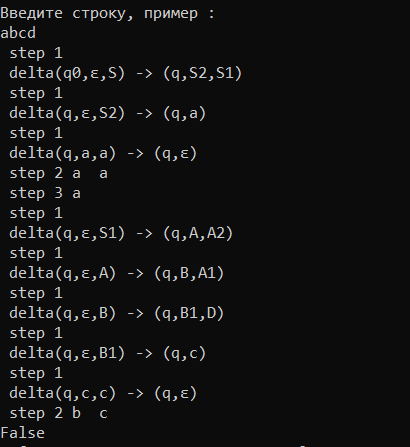 Введите строку, пример :
abcd
step 1
delta(q0,ε,S) -> (q,S2,S1)
step 1
delta(q,ε,S2) -> (q,a)
step 1
delta(q,a,a) -> (q,ε)
step 2 a  a
step 3 a
step 1
delta(q,ε,S1) -> (q,A,A2)
step 1
delta(q,ε,A) -> (q,B,A1)
step 1
delta(q,ε,B) -> (q,B1,D)
step 1
delta(q,ε,B1) -> (q,c)
step 1
delta(q,c,c) -> (q,ε)
step 2 b  c
False